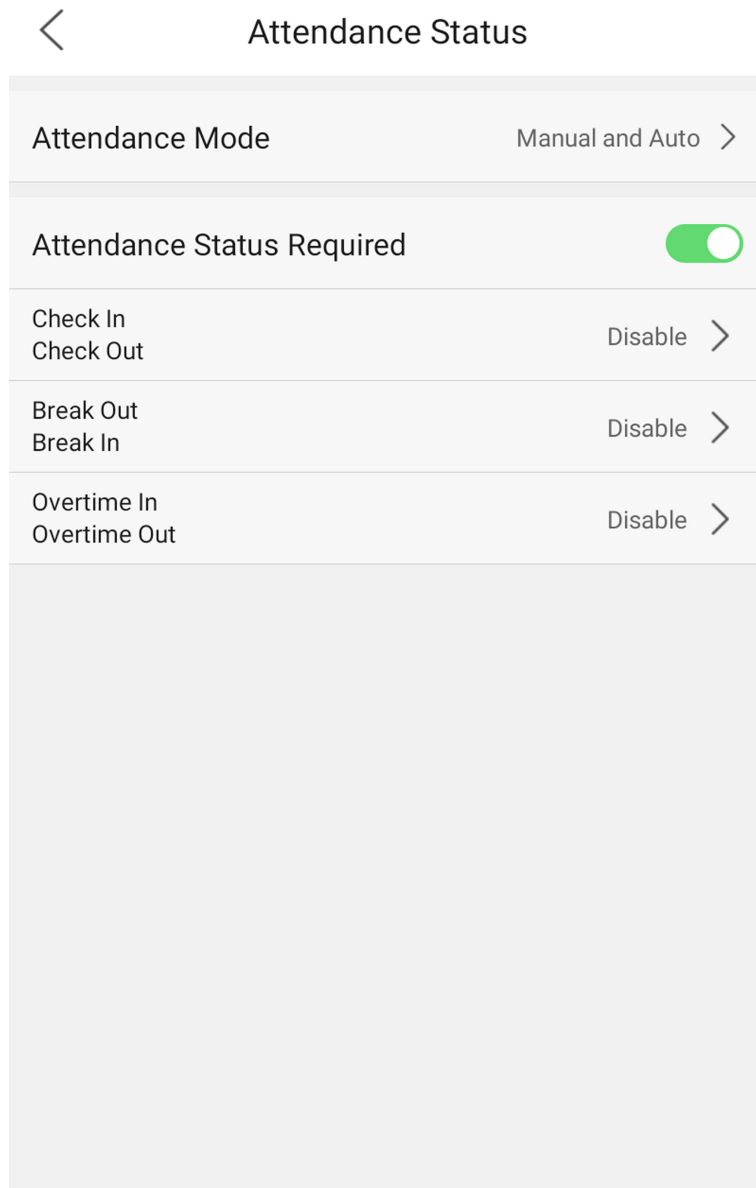 Attendance Status
Attendance Mode
Manual and Auto
Attendance Status Required
Check In
Check Out
Disable
Break Out
Break In
Disable
Overtime In
Overtime Out
Disable